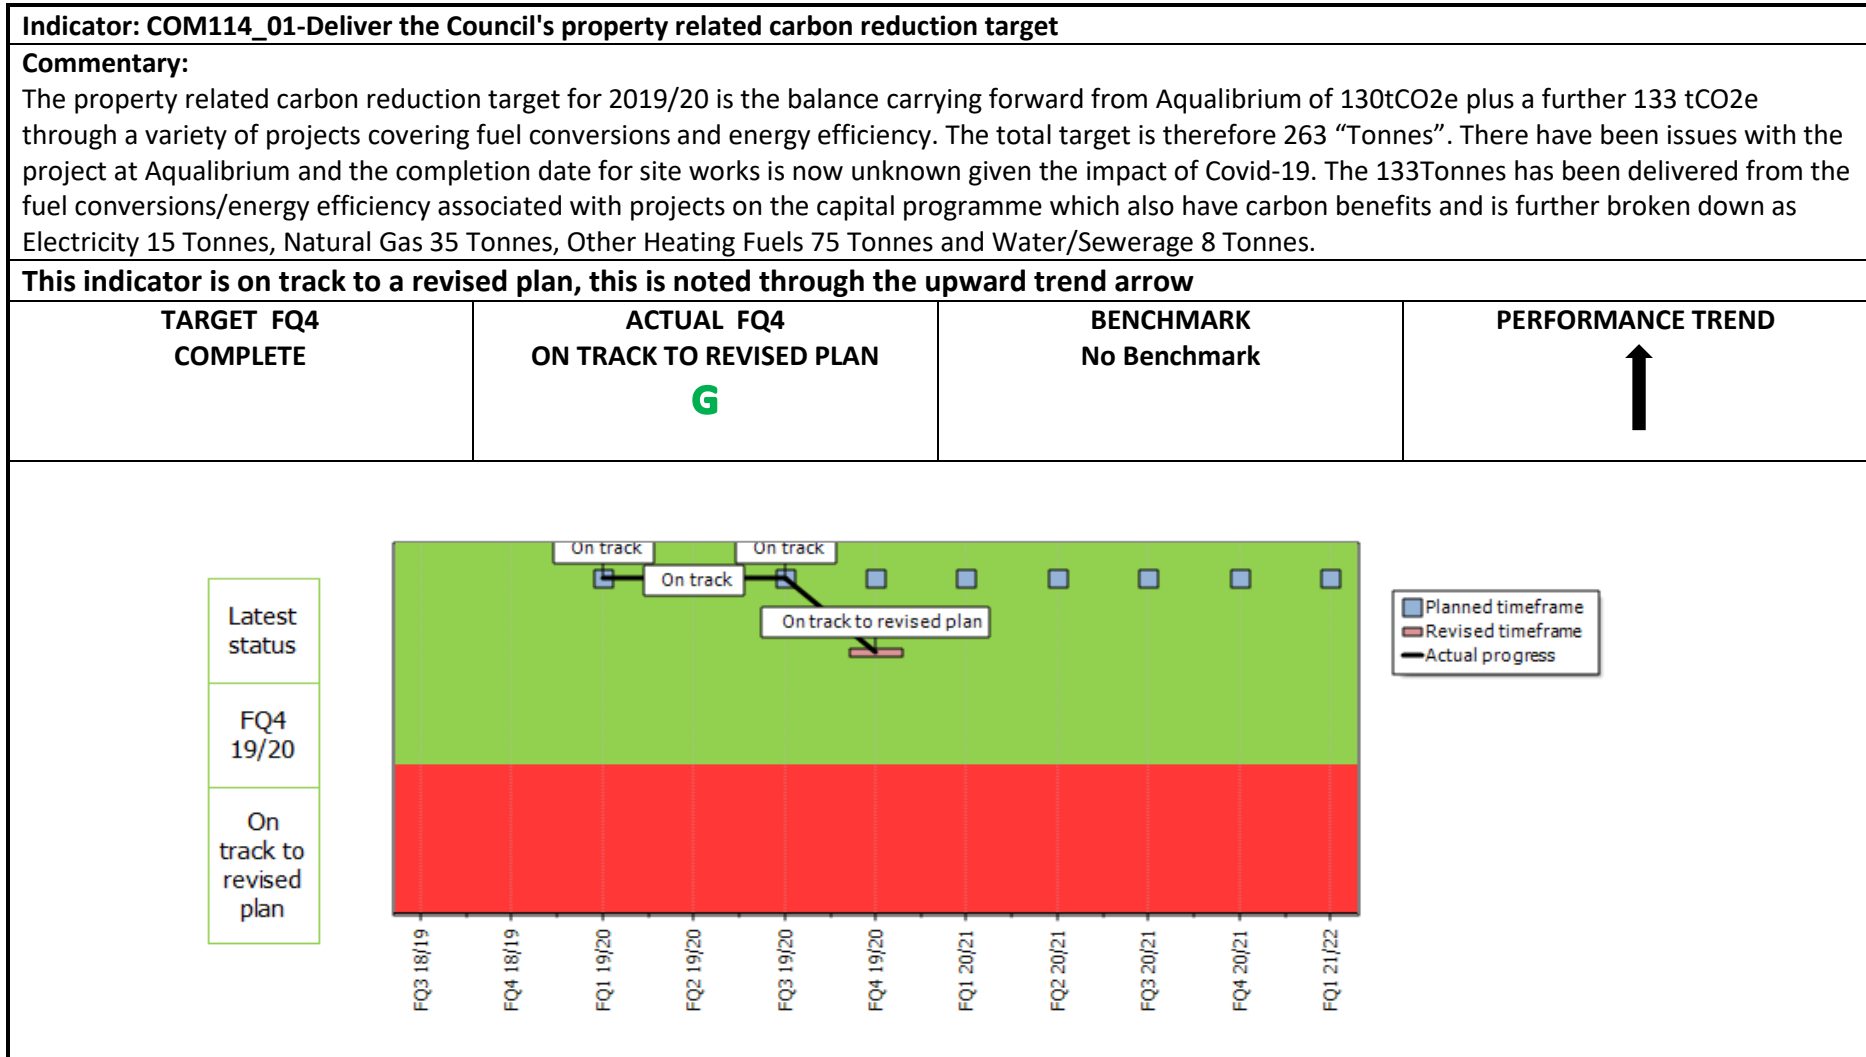 Indicator: COM114_01-Deliver the Council's property related carbon reduction target
Commentary:
The property related carbon reduction target for 2019/20 is the balance carrying forward from Aqualibrium of 130tCO2e plus a further 133 tCO2e
through a variety of projects covering fuel conversions and energy efficiency. The total target is therefore 263 “Tonnes”. There have been issues with the
project at Aqualibrium and the completion date for site works is now unknown given the impact of Covid-19. The 133Tonnes has been delivered from the
fuel conversions/energy efficiency associated with projects on the capital programme which also have carbon benefits and is further broken down as
Electricity 15 Tonnes, Natural Gas 35 Tonnes, Other Heating Fuels 75 Tonnes and Water/Sewerage 8 Tonnes.
This indicator is on track to a revised plan, this is noted through the upward trend arrow
TARGET FQ4
COMPLETE
ACTUAL FQ4
ON TRACK TO REVISED PLAN
G
BENCHMARK
No Benchmark
PERFORMANCE TREND
Latest
status
FQ4
19/20
On
track to
revised
plan
On track
On track
On track
On track to revised plan
Planned timeframe
Revised timeframe
Actual progress
FQ3 18/19
FQ4 18/19
FQ1 19/20
FQ2 19/20
FQ3 19/20
FQ4 19/20
FQ1 20/21
FQ2 20/21
FQ3 20/21
FQ4 20/21
FQ1 21/22